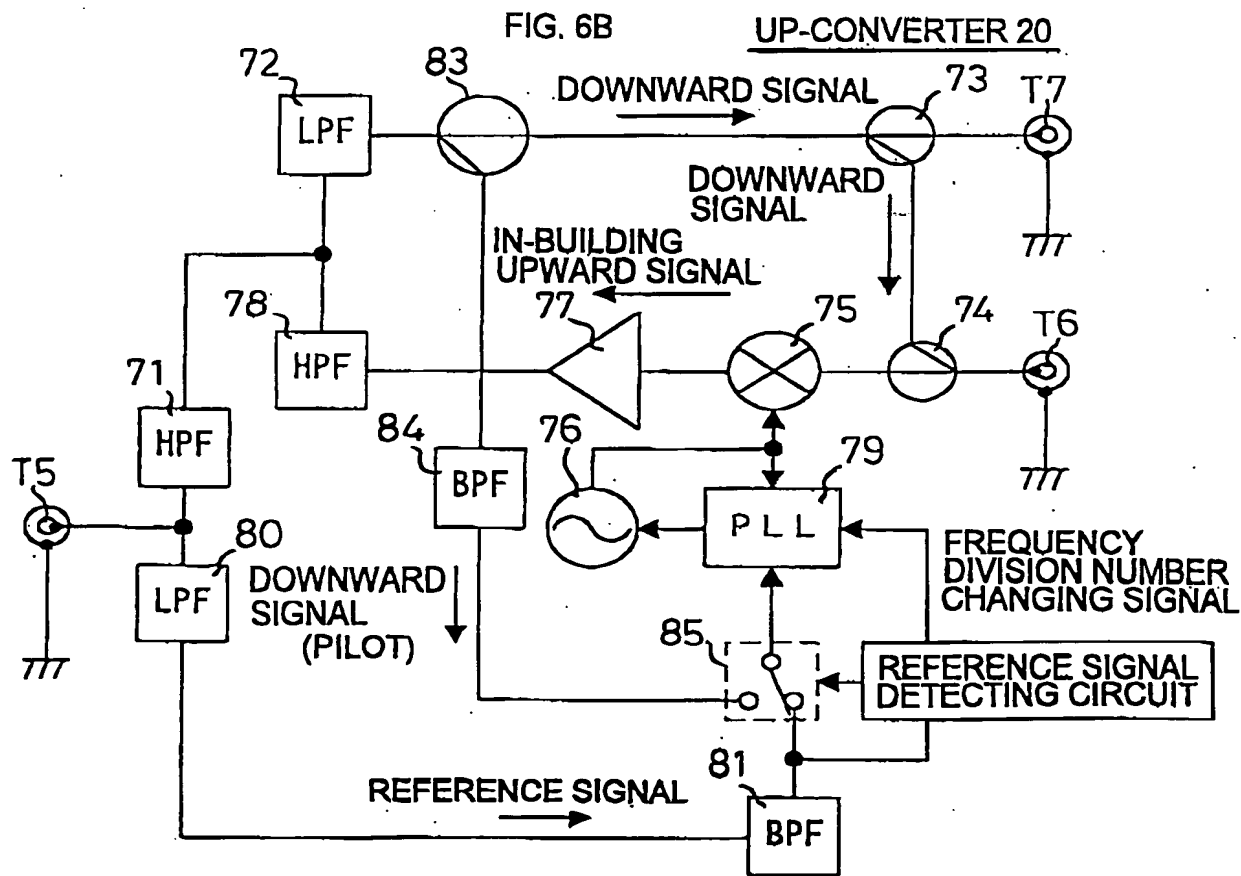 FIG. 6B
UP-CONVERTER 20
72
83
DOWNWARD SIGNAL
73
T7
LPF
DOWNWARD
SIGNAL
IN-BUILDING
UPWARD SIGNAL
78
77
75
74
T6
HPF
71
HPF
84
76
79
T5
BPF
PLL
80
LPF
DOWNWARD
SIGNAL
(PILOT)
FREQUENCY
DIVISION NUMBER
CHANGING SIGNAL
85
REFERENCE SIGNAL
DETECTING CIRCUIT
81
REFERENCE SIGNAL
BPF